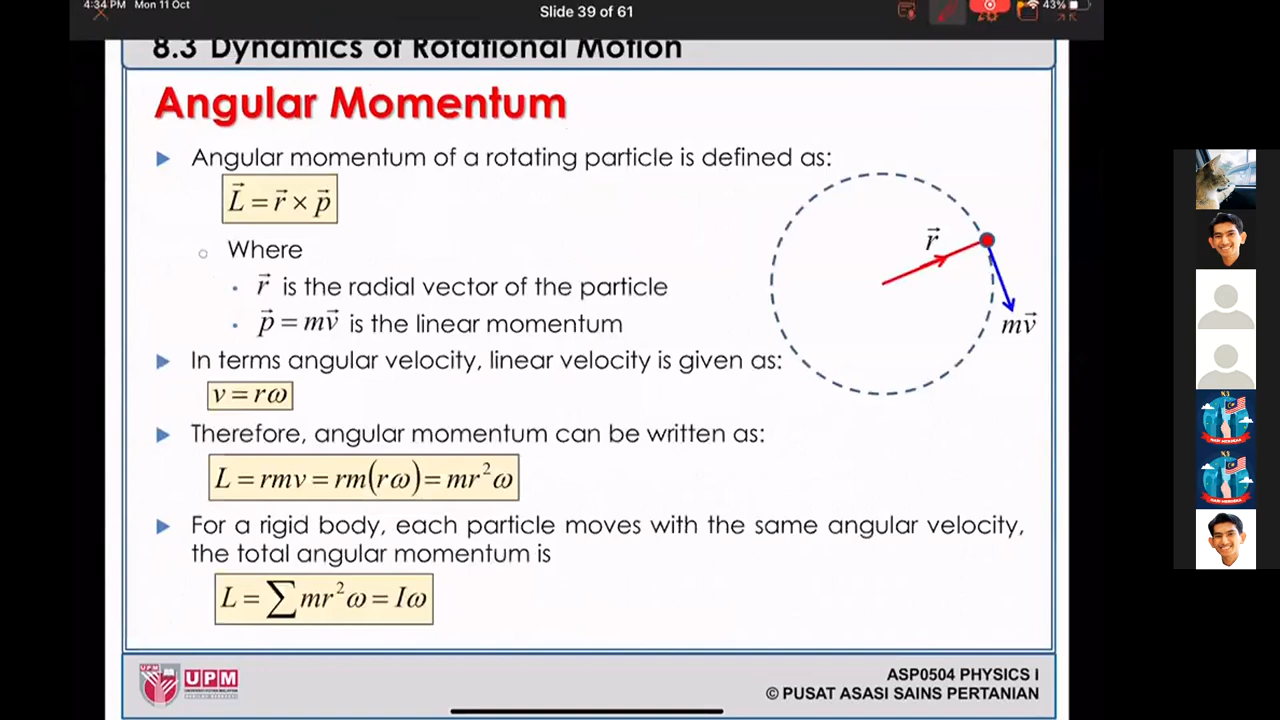 4:34 PM Mon 11 Oct
Slide 39 of 61
43%
8.3 Dynamics of Rotational Motion
Angular Momentum
Angular momentum of a rotating particle is defined as:
L⃗ = r⃗ × p⃗
Where
r⃗ is the radial vector of the particle
p⃗ = mv⃗ is the linear momentum
In terms angular velocity, linear velocity is given as:
v = rω
Therefore, angular momentum can be written as:
L = rmv = rm(rω) = mr²ω
For a rigid body, each particle moves with the same angular velocity,
the total angular momentum is
L = ∑ mr²ω = Iω
r⃗
mv⃗
UPM
ASP0504 PHYSICS I
© PUSAT ASASI SAINS PERTANIAN